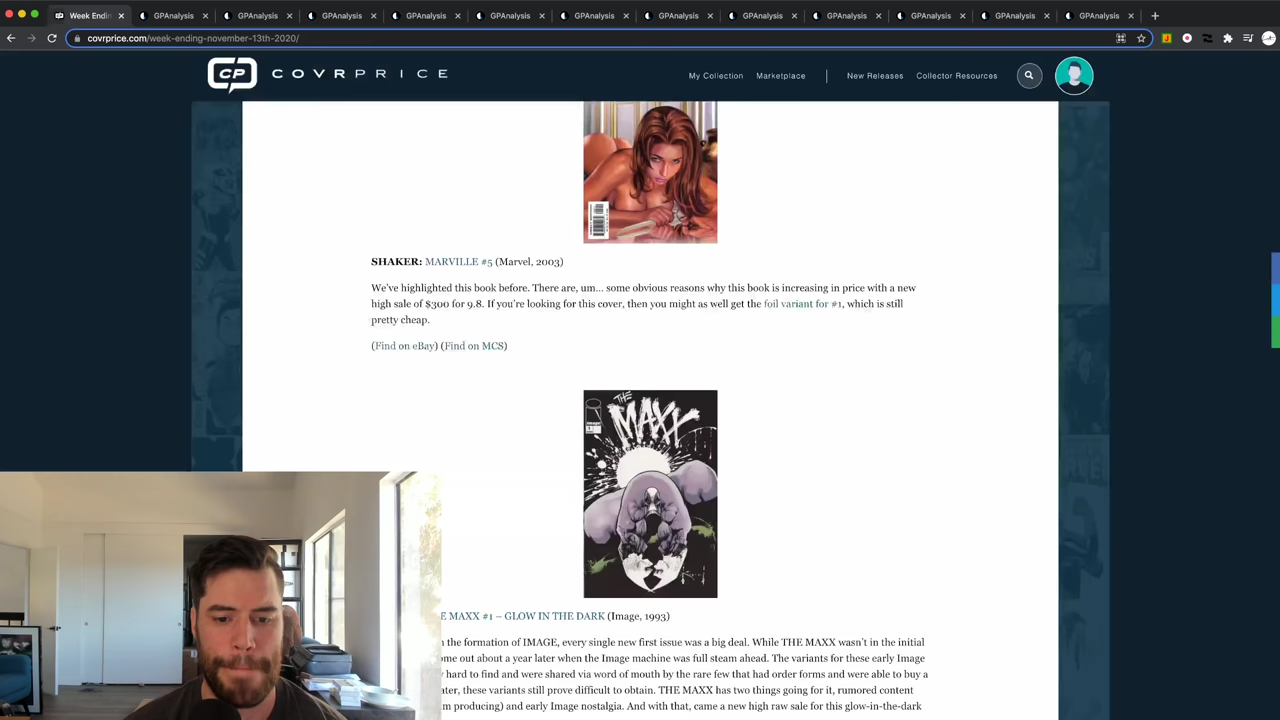 Week Endin
GPAnalysis
GPAnalysis
GPAnalysis
GPAnalysis
GPAnalysis
GPAnalysis
GPAnalysis
GPAnalysis
GPAnalysis
GPAnalysis
GPAnalysis
GPAnalysis
covrprice.com/week-ending-november-13th-2020/
CP COVRPRICE
My Collection
Marketplace
New Releases
Collector Resources
SHAKER: MARVILLE #5 (Marvel, 2003)
We've highlighted this book before. There are, um... some obvious reasons why this book is increasing in price with a new
high sale of $300 for 9.8. If you're looking for this cover, then you might as well get the foil variant for #1, which is still
pretty cheap.
(Find on eBay) (Find on MCS)
THE
MAXX
image
E MAXX #1 – GLOW IN THE DARK (Image, 1993)
n the formation of IMAGE, every single new first issue was a big deal. While THE MAXX wasn't in the initial
ome out about a year later when the Image machine was full steam ahead. The variants for these early Image
hard to find and were shared via word of mouth by the rare few that had order forms and were able to buy a
ater, these variants still prove difficult to obtain. THE MAXX has two things going for it, rumored content
m producing) and early Image nostalgia. And with that, came a new high raw sale for this glow-in-the-dark